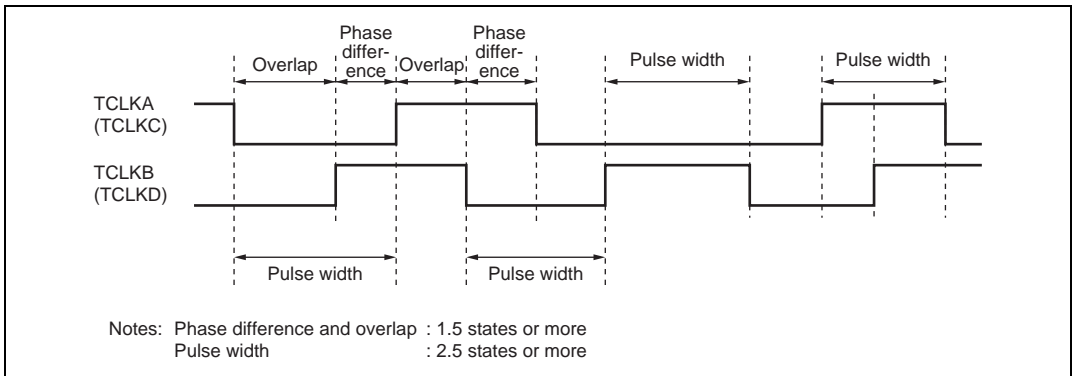 Overlap
Phase
differ-
ence
Overlap
Phase
differ-
ence
Pulse width
Pulse width
TCLKA
(TCLKC)
TCLKB
(TCLKD)
Pulse width
Pulse width
Notes: Phase difference and overlap : 1.5 states or more
Pulse width : 2.5 states or more